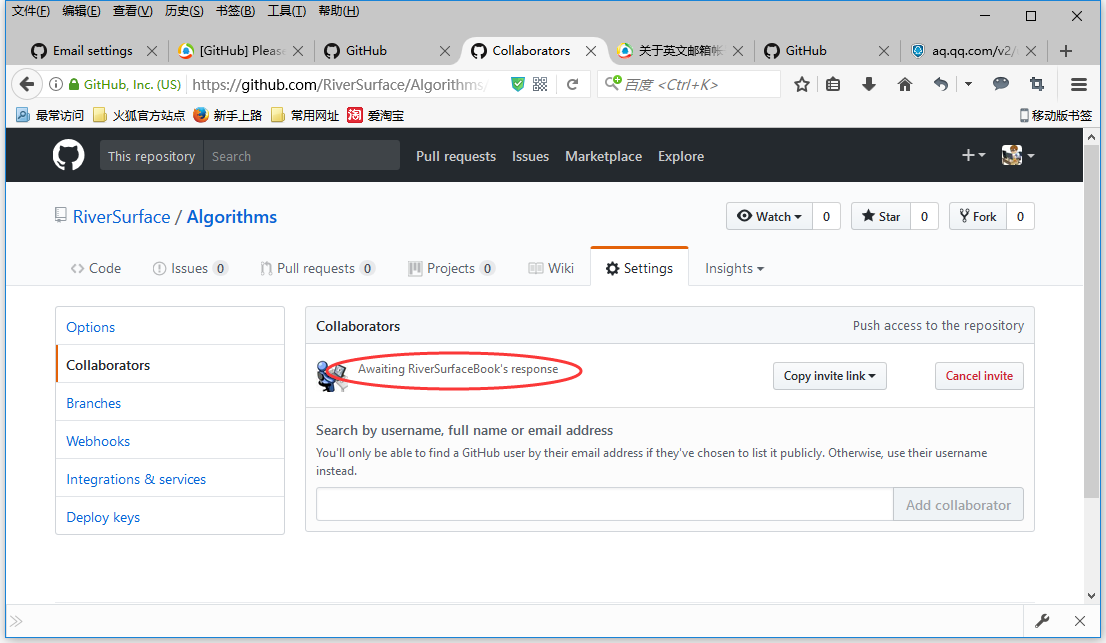 文件(F) 编辑(E) 查看(V) 历史(S) 书签(B) 工具(T) 帮助(H)
Email settings [GitHub] Please GitHub Collaborators 关于英文邮箱帐 GitHub aq.qq.com/v2/
GitHub, Inc. (US) https://github.com/RiverSurface/Algorithms/ 百度 <Ctrl+K>
最常访问 火狐官方站点 新手上路 常用网址 淘 爱淘宝 移动版书签
This repository Search Pull requests Issues Marketplace Explore
RiverSurface / Algorithms Watch 0 Star 0 Fork 0
Code Issues 0 Pull requests 0 Projects 0 Wiki Settings Insights
Options
Collaborators
Branches
Webhooks
Integrations & services
Deploy keys
Collaborators Push access to the repository
Awaiting RiverSurfaceBook's response Copy invite link Cancel invite
Search by username, full name or email address
You'll only be able to find a GitHub user by their email address if they've chosen to list it publicly. Otherwise, use their username
instead.
Add collaborator